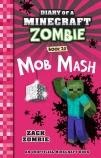 DIARY OF A
MINECRAFT
ZOMBIE
MOB MASH
ZACK
ZOMBIE